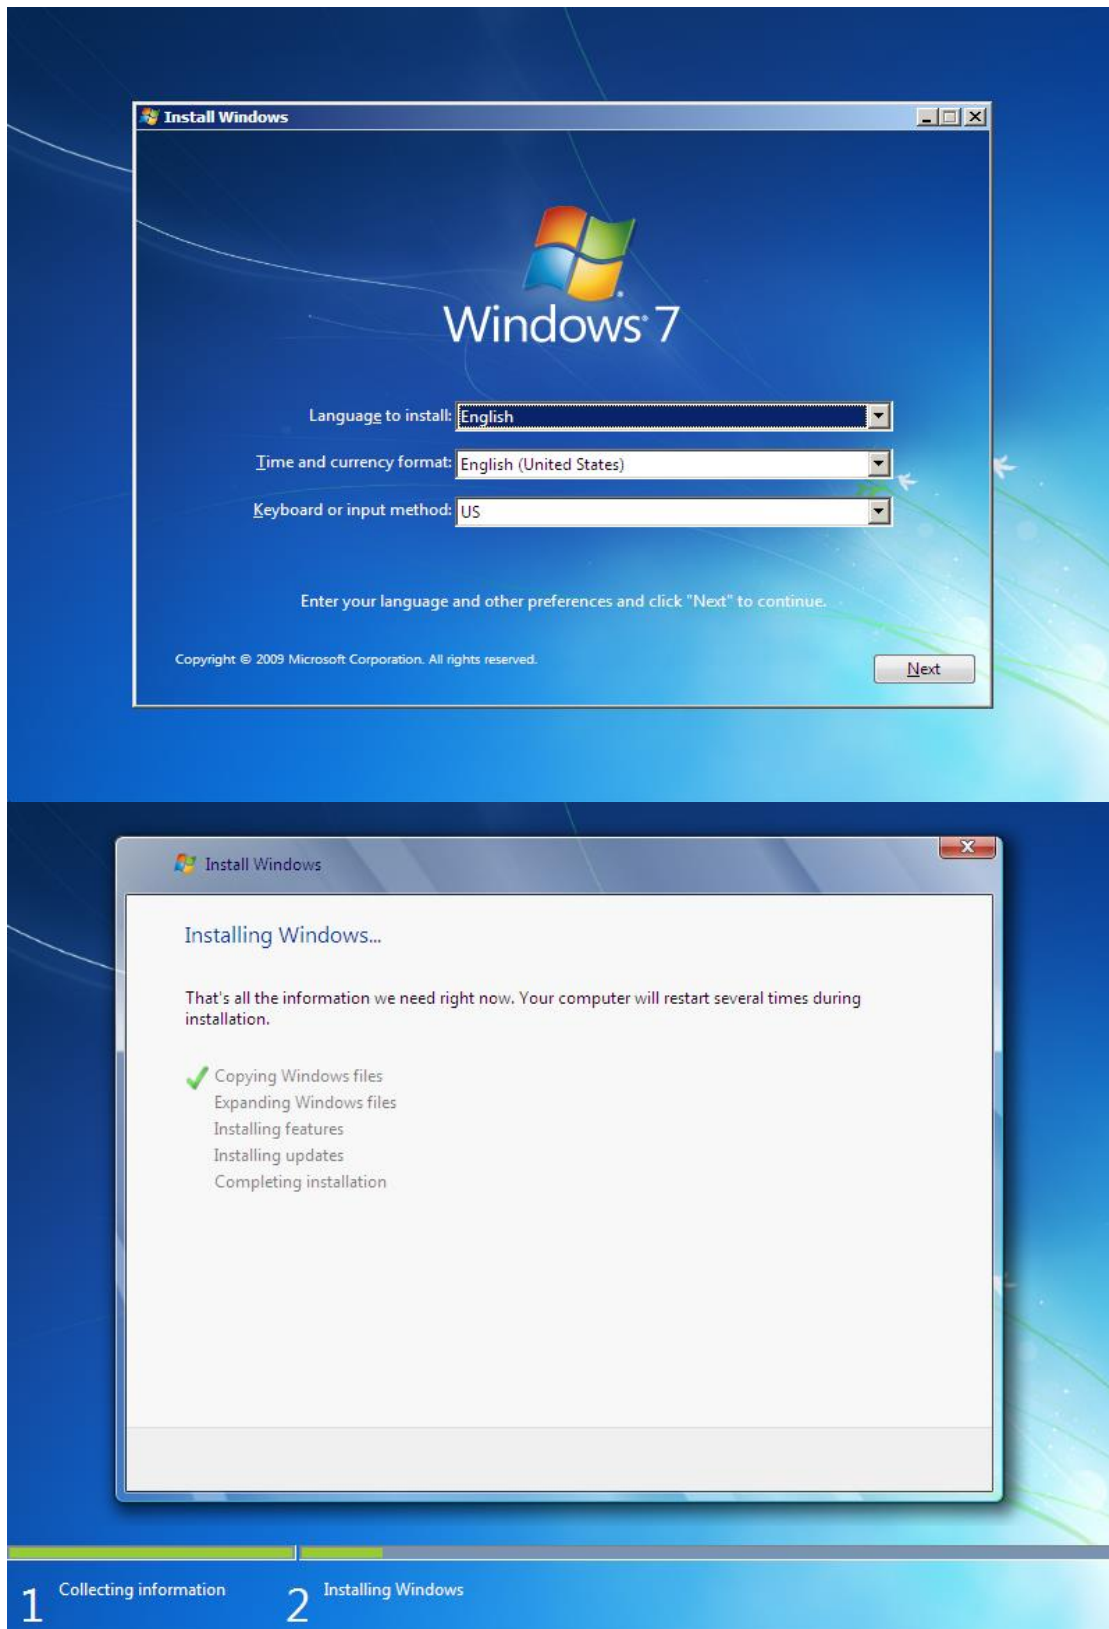 Install Windows
Windows® 7
Language to install: English
Time and currency format: English (United States)
Keyboard or input method: US
Enter your language and other preferences and click "Next" to continue.
Copyright © 2009 Microsoft Corporation. All rights reserved.
Next
Install Windows
Installing Windows...
That's all the information we need right now. Your computer will restart several times during
installation.
Copying Windows files
Expanding Windows files
Installing features
Installing updates
Completing installation
1 Collecting information
2 Installing Windows